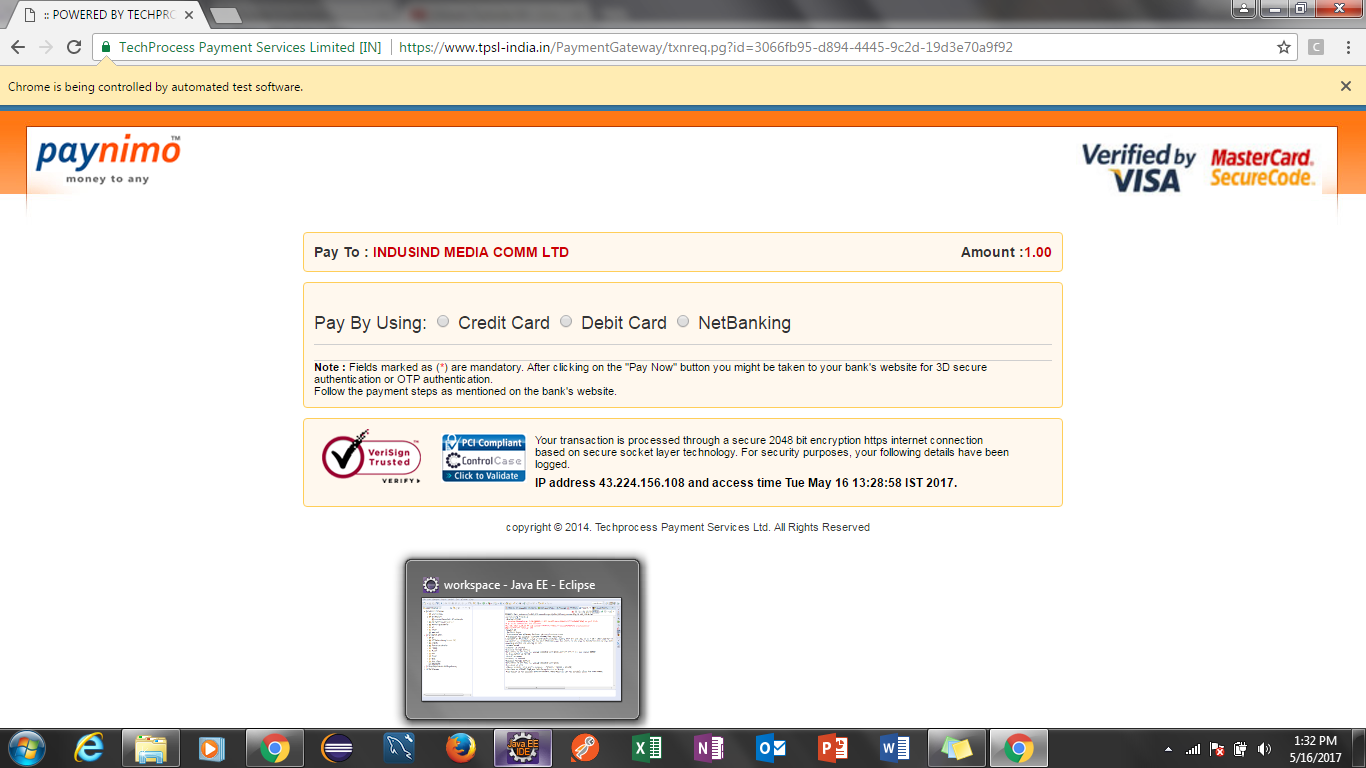 :: POWERED BY TECHPRO
TechProcess Payment Services Limited [IN] https://www.tpsl-india.in/PaymentGateway/txnreq.pg?id=3066fb95-d894-4445-9c2d-19d3e70a9f92
C
Chrome is being controlled by automated test software.
paynimo™
money to any
Verified by VISA
MasterCard. SecureCode.
Pay To : INDUSIND MEDIA COMM LTD Amount :1.00
Pay By Using: Credit Card Debit Card NetBanking
Note : Fields marked as (*) are mandatory. After clicking on the "Pay Now" button you might be taken to your bank's website for 3D secure
authentication or OTP authentication.
Follow the payment steps as mentioned on the bank's website.
VeriSign™
Trusted
VERIFY
PCI Compliant
ControlCase
Click to Validate
Your transaction is processed through a secure 2048 bit encryption https internet connection
based on secure socket layer technology. For security purposes, your following details have been
logged.
IP address 43.224.156.108 and access time Tue May 16 13:28:58 IST 2017.
copyright © 2014. Techprocess Payment Services Ltd. All Rights Reserved
workspace - Java EE - Eclipse
Java EE
IDE
1:32 PM
5/16/2017